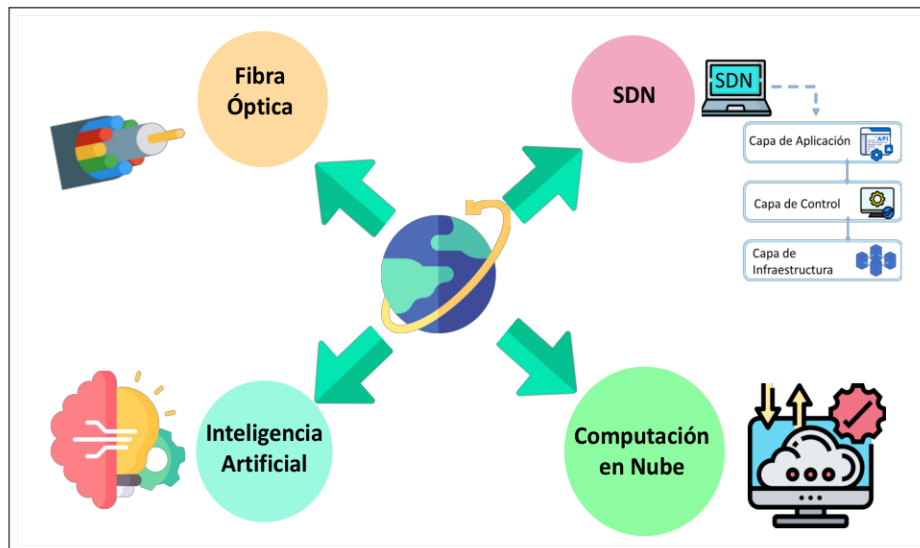 Fibra
Óptica
SDN
SDN
Capa de Aplicación
API
Capa de Control
Capa de
Infraestructura
Inteligencia
Artificial
Computación
en Nube